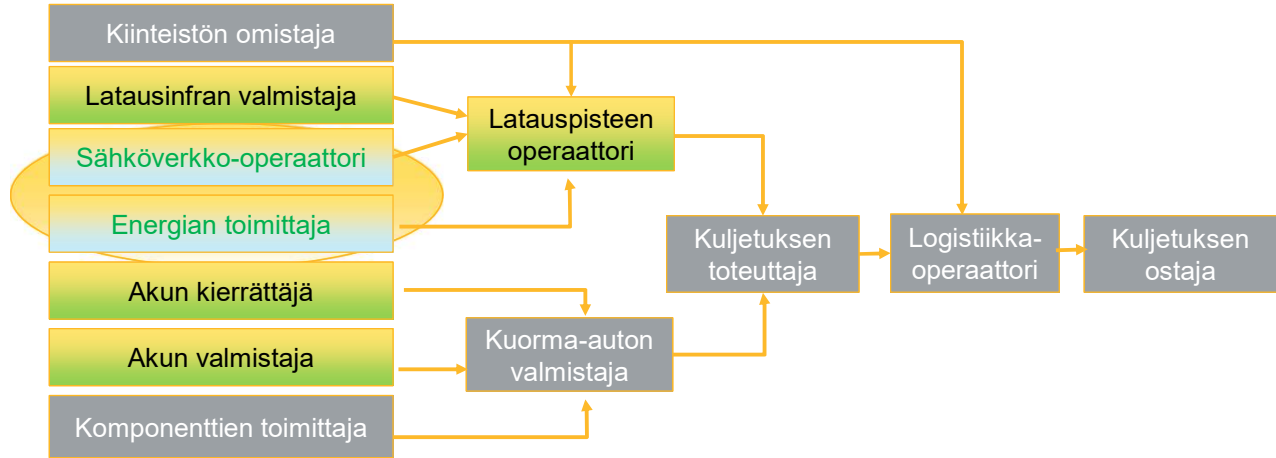 Kiinteistön omistaja
Latausinfran valmistaja
Sähköverkko-operaattori
Energian toimittaja
Akun kierrättäjä
Akun valmistaja
Komponenttien toimittaja
Latauspisteen
operaattori
Kuorma-auton
valmistaja
Kuljetuksen
toteuttaja
Logistiikka-
operaattori
Kuljetuksen
ostaja